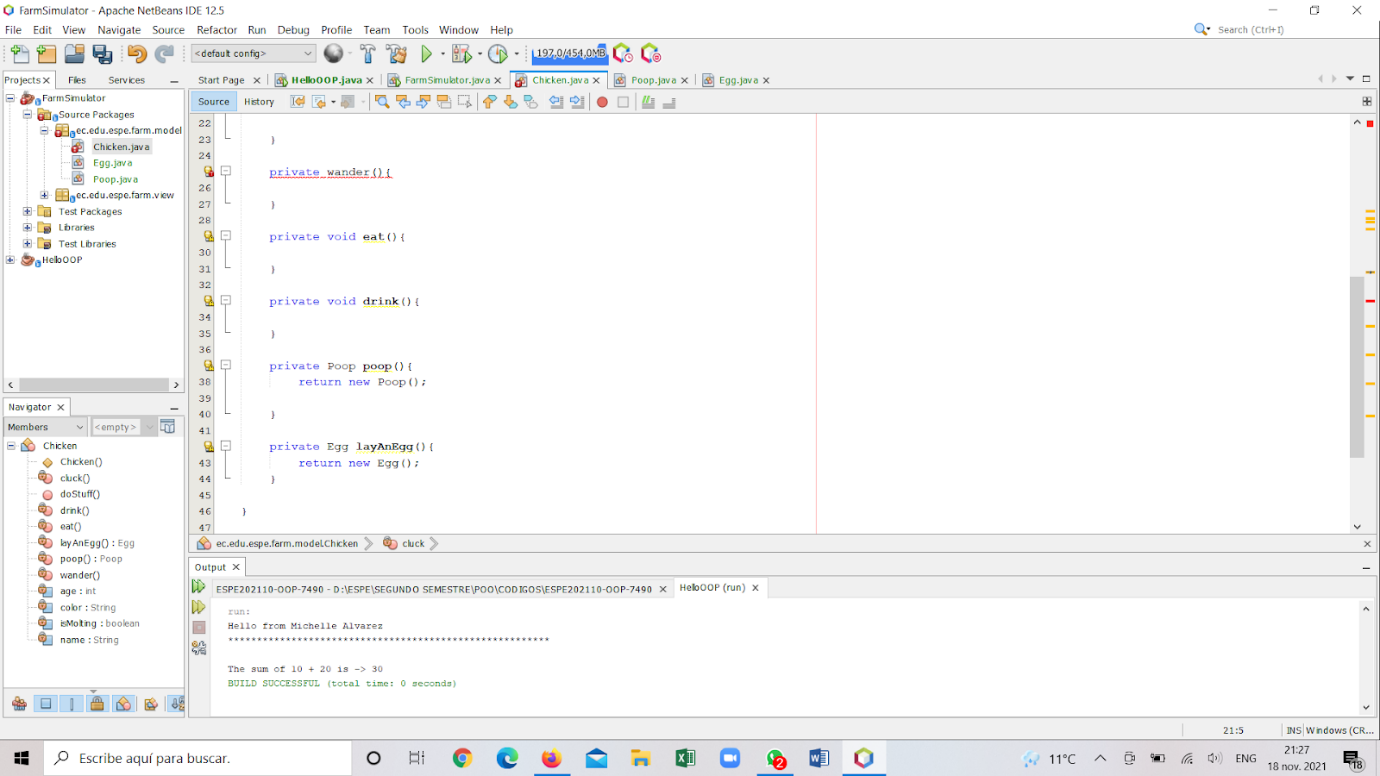 FarmSimulator - Apache NetBeans IDE 12.5
File Edit View Navigate Source Refactor Run Debug Profile Team Tools Window Help
Search (Ctrl+I)
<default config>
197,0/454,0MB
Projects Files Services
Start Page HelloOOP.java FarmSimulator.java Chicken.java Poop.java Egg.java
Source History
FarmSimulator
Source Packages
ec.edu.espe.farm.model
Chicken.java
Egg.java
Poop.java
ec.edu.espe.farm.view
Test Packages
Libraries
Test Libraries
HelloOOP
22
23 }
24
private wander(){
26
27 }
28
private void eat(){
30
31 }
32
private void drink(){
34
35 }
36
private Poop poop(){
38 return new Poop();
39
40 }
41
private Egg layAnEgg(){
43 return new Egg();
44 }
45
46 }
47
ec.edu.espe.farm.model.Chicken cluck
Navigator
Members <empty>
Chicken
Chicken()
cluck()
doStuff()
drink()
eat()
layAnEgg() : Egg
poop() : Poop
wander()
age : int
color : String
isMolting : boolean
name : String
Output
ESPE202110-OOP-7490 - D:\ESPE\SEGUNDO SEMESTRE\POO\CODIGOS\ESPE202110-OOP-7490 HelloOOP (run)
run:
Hello from Michelle Alvarez
*********************************************************
The sum of 10 + 20 is -> 30
BUILD SUCCESSFUL (total time: 0 seconds)
21:5 INS Windows (CR...
Escribe aquí para buscar.
2
11°C
ENG
21:27
18 nov. 2021
18